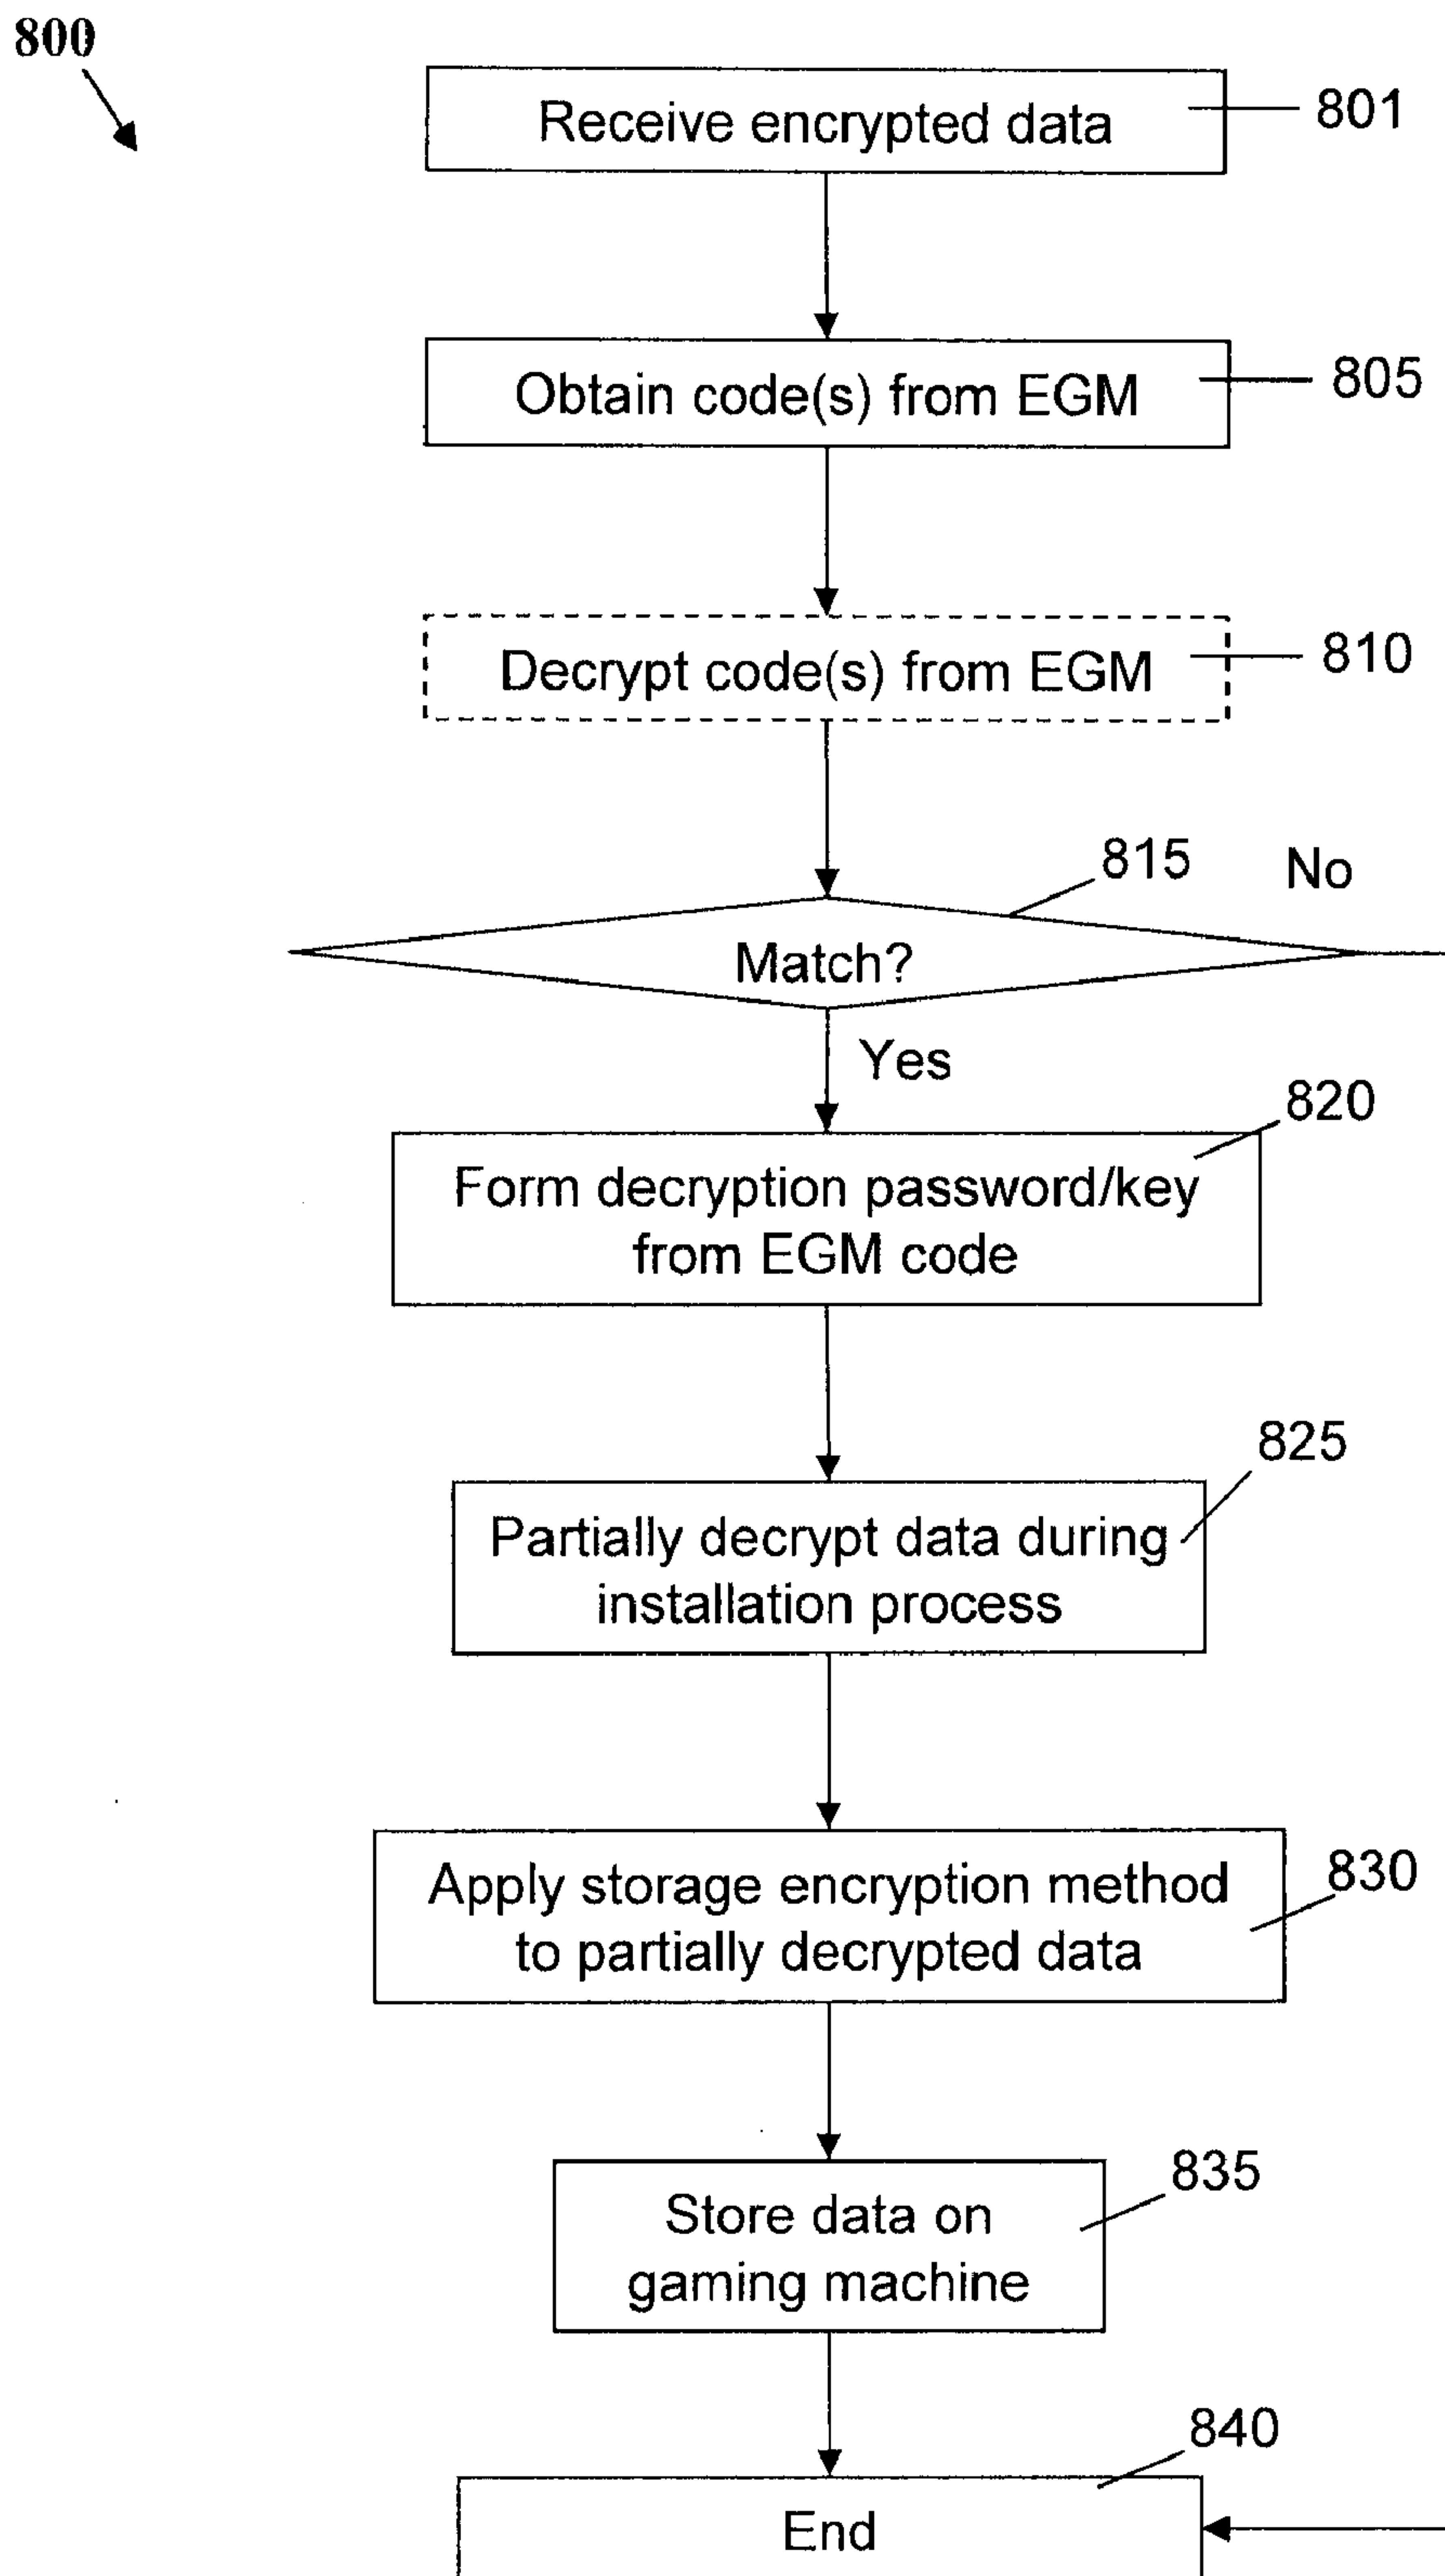 800
Receive encrypted data
801
Obtain code(s) from EGM
805
Decrypt code(s) from EGM
810
815
No
Match?
Yes
820
Form decryption password/key
from EGM code
825
Partially decrypt data during
installation process
Apply storage encryption method
to partially decrypted data
830
835
Store data on
gaming machine
840
End